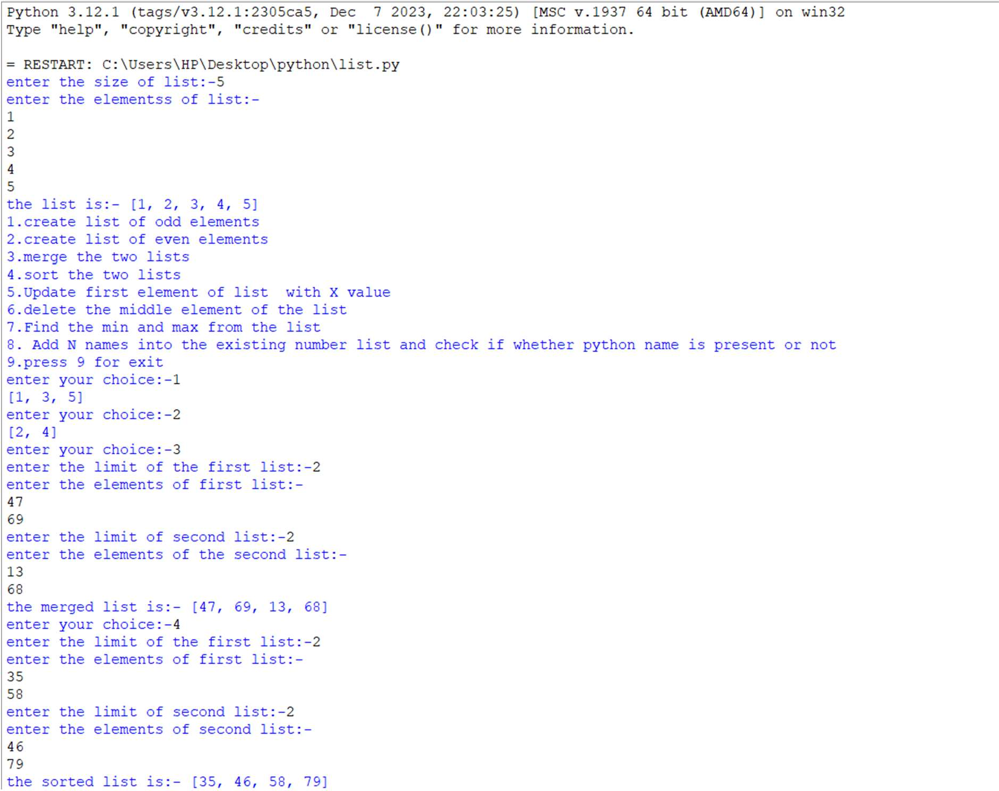 Python 3.12.1 (tags/v3.12.1:2305ca5, Dec  7 2023, 22:03:25) [MSC v.1937 64 bit (AMD64)] on win32
Type "help", "copyright", "credits" or "license()" for more information.
= RESTART: C:\Users\HP\Desktop\python\list.py
enter the size of list:-5
enter the elementss of list:-
1
2
3
4
5
the list is:- [1, 2, 3, 4, 5]
1.create list of odd elements
2.create list of even elements
3.merge the two lists
4.sort the two lists
5.Update first element of list  with X value
6.delete the middle element of the list
7.Find the min and max from the list
8. Add N names into the existing number list and check if whether python name is present or not
9.press 9 for exit
enter your choice:-1
[1, 3, 5]
enter your choice:-2
[2, 4]
enter your choice:-3
enter the limit of the first list:-2
enter the elements of first list:-
47
69
enter the limit of second list:-2
enter the elements of the second list:-
13
68
the merged list is:- [47, 69, 13, 68]
enter your choice:-4
enter the limit of the first list:-2
enter the elements of first list:-
35
58
enter the limit of second list:-2
enter the elements of second list:-
46
79
the sorted list is:- [35, 46, 58, 79]